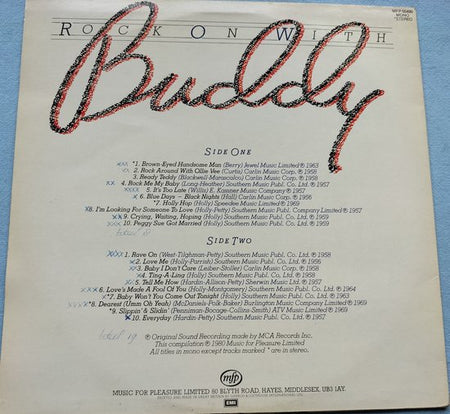 MFP 50490
MONO
*STEREO
ROCK ON WITH
Buddy
SIDE ONE
*1. Brown-Eyed Handsome Man (Berry) Jewel Music Limited ℗ 1963
2. Rock Around With Ollie Vee (Curtis) Carlin Music Corp. ℗ 1958
3. Ready Teddy (Blackwell-Marascalco) Carlin Music Corp. ℗ 1958
4. Rock Me My Baby (Long-Heather) Southern Music Publ. Co. Ltd. ℗ 1957
5. It's Too Late (Willis) E. Kassner Music Company ℗ 1957
6. Blue Days – Black Nights (Hall) Carlin Music ℗ 1966
*7. Holly Hop (Holly) Speedee Music Limited ℗ 1969
8. I'm Looking For Someone To Love (Holly-Petty) Southern Music Publ. Company Limited ℗ 1957
9. Crying, Waiting, Hoping (Holly) Southern Music Publ. Co. Ltd. ℗ 1959
10. Peggy Sue Got Married (Holly) Southern Music Publ. Co. Ltd. ℗
SIDE TWO
1. Rave On (West-Tilghman-Petty) Southern Music Publ. Co. Ltd. ℗ 1958
*2. Love Me (Holly-Parrish) Southern Music Publ. Co. Ltd. ℗
3. Baby I Don't Care (Leiber-Stoller) Carlin Music Corp. ℗ 1958
4. Ting-A-Ling (Holly) Southern Music Publ. Co. Ltd. ℗
5. Tell Me How (Hardin-Allison-Petty) Sherwin Music Ltd. ℗ 1957
6. Love's Made A Fool Of You (Holly-Montgomery) Southern Music Publ. Co. Ltd. ℗ 1964
*7. Baby Won't You Come Out Tonight (Holly) Southern Music Publ. Co. Ltd. ℗
*8. Dearest (Umm Oh Yeah) (McDaniels-Polk-Baker) Burlington Music Company Limited ℗ 1969
*9. Slippin' & Slidin' (Penniman-Bocage-Collins-Smith) ATV Music Limited ℗ 1969
10. Everyday (Hardin-Petty) Southern Music Publ. Co. Ltd. ℗ 1957
℗ Original Sound Recording made by MCA Records Inc.
This compilation ℗ 1980 Music for Pleasure Limited
All titles in mono except tracks marked * are in stereo.
mfp
MUSIC FOR PLEASURE LIMITED 80 BLYTH ROAD, HAYES, MIDDLESEX, UB3 1AY.
EMI